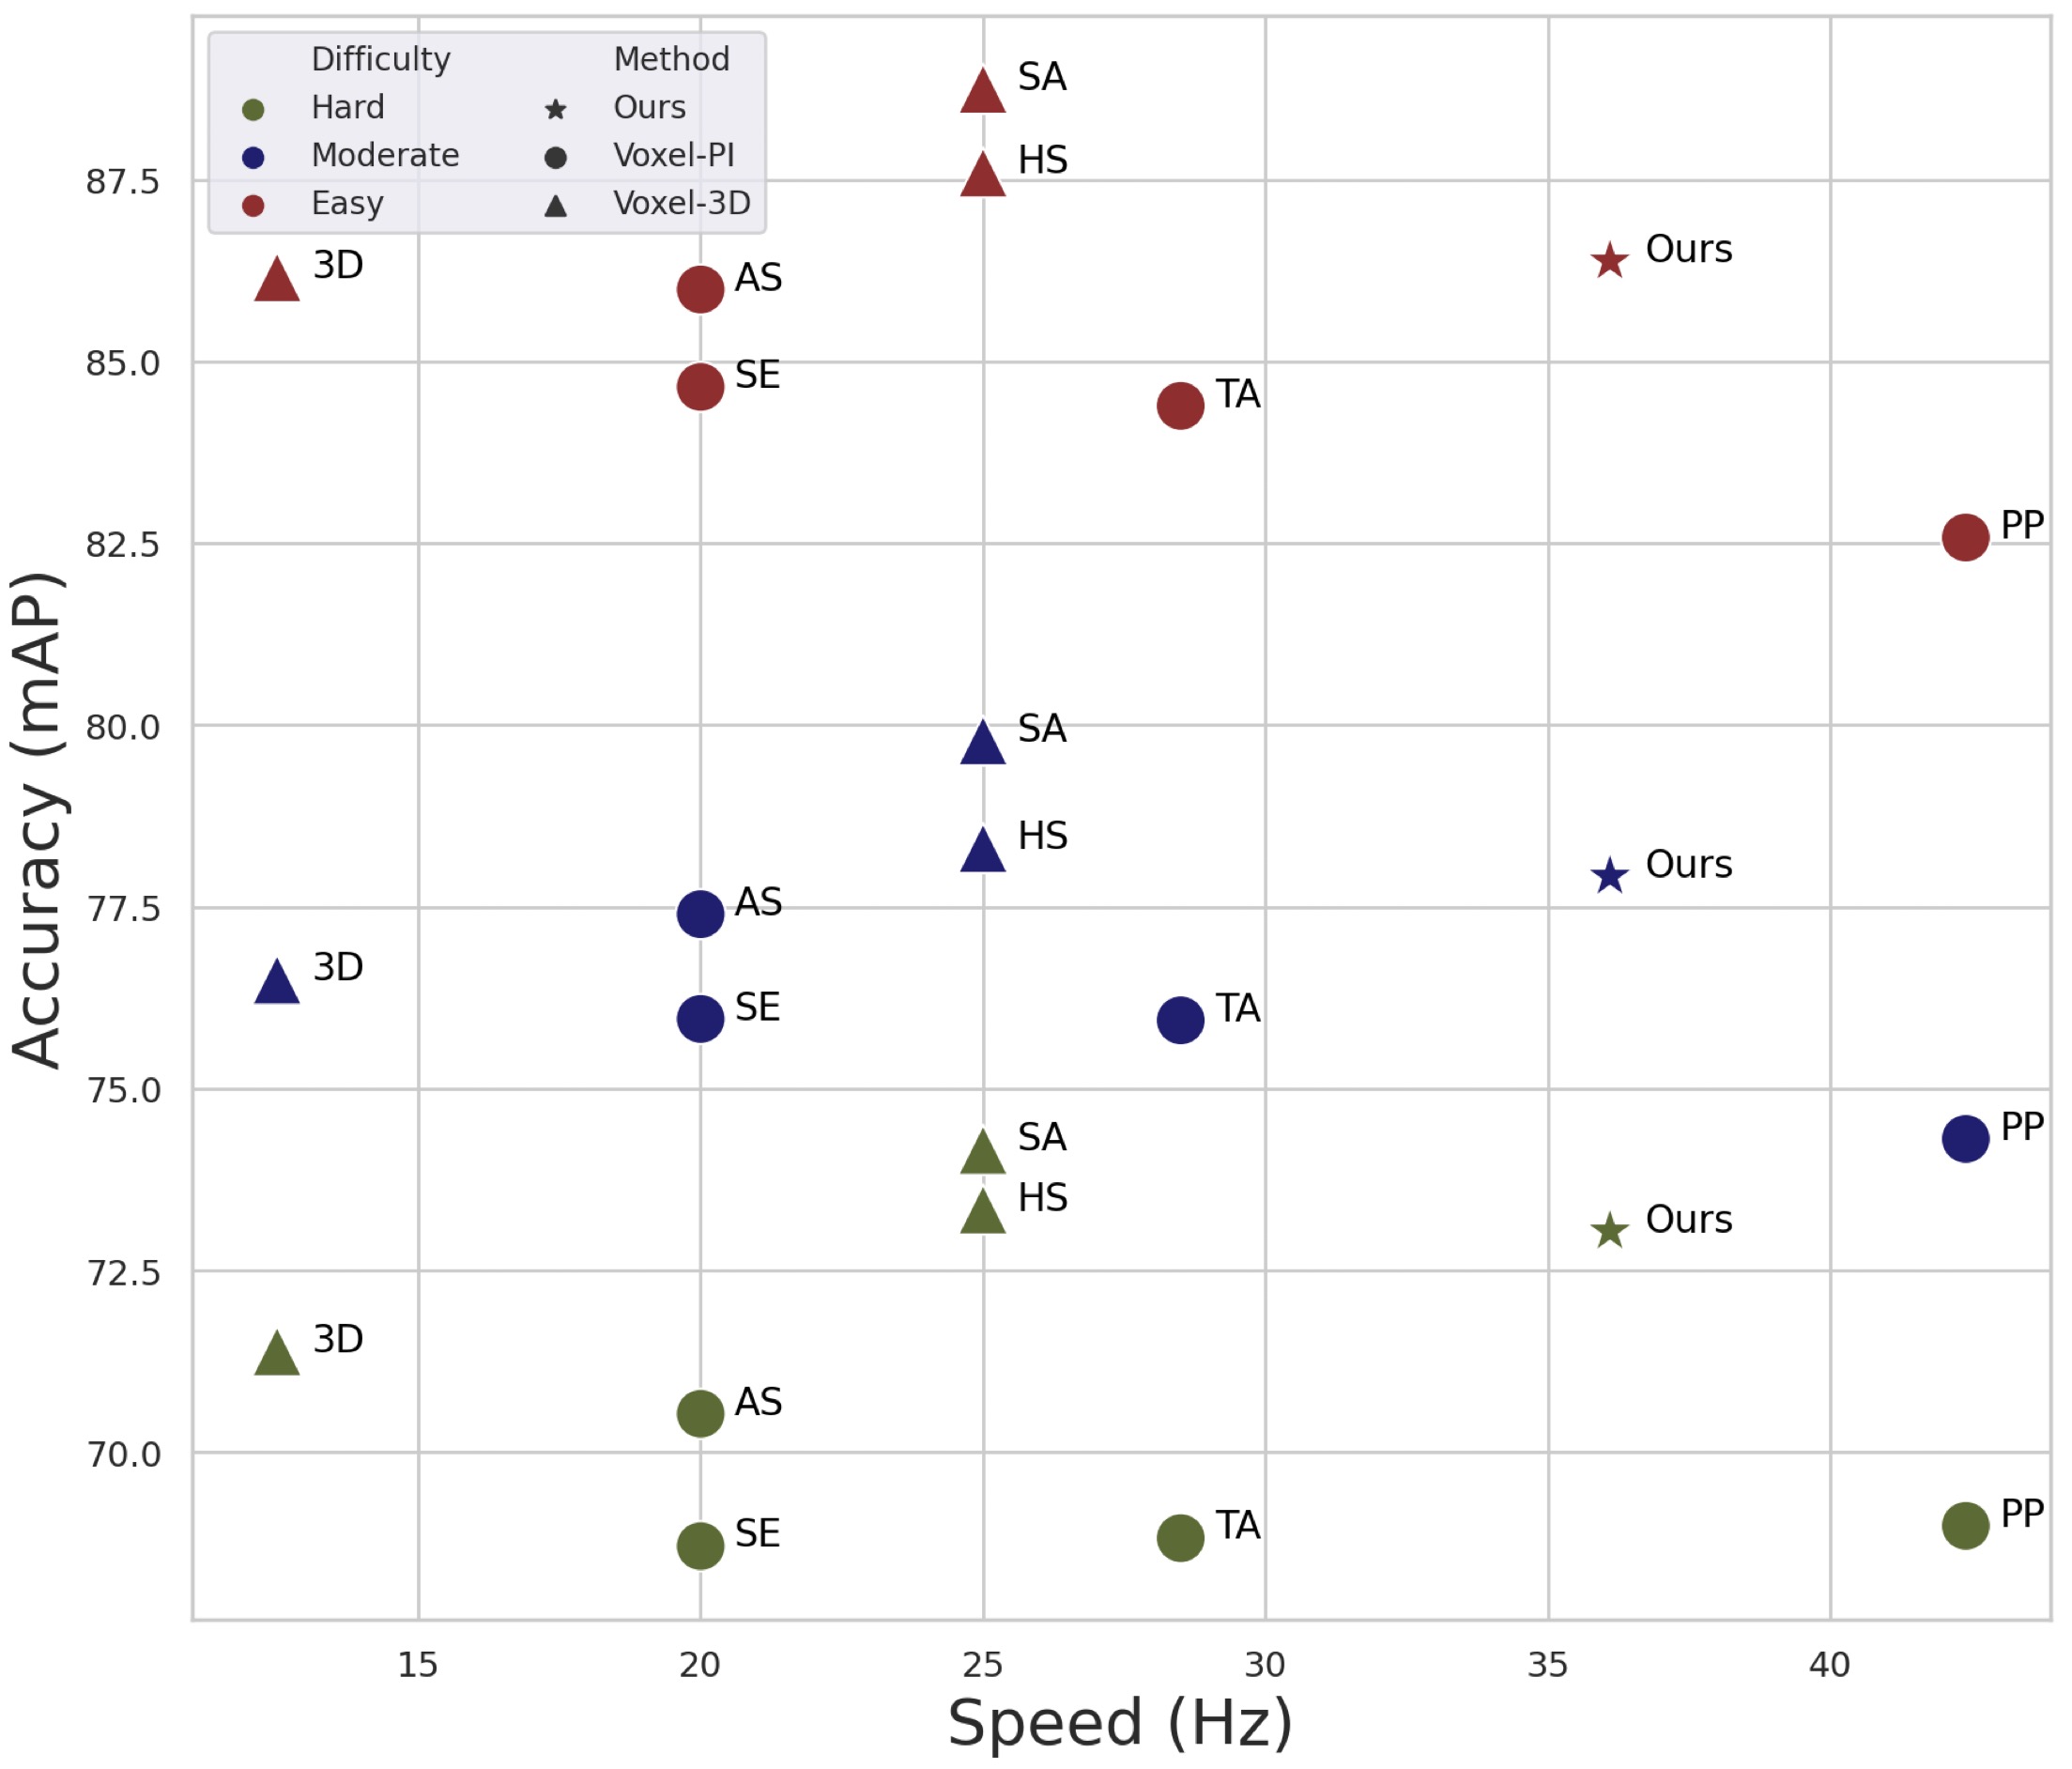 Difficulty
Hard
Moderate
Easy
Method
Ours
Voxel-PI
Voxel-3D
SA
HS
3D
AS
Ours
SE
TA
PP
SA
HS
Ours
AS
3D
SE
TA
SA
PP
HS
Ours
3D
AS
SE
TA
PP
87.5
85.0
82.5
80.0
77.5
75.0
72.5
70.0
Accuracy (mAP)
15
20
25
30
35
40
Speed (Hz)